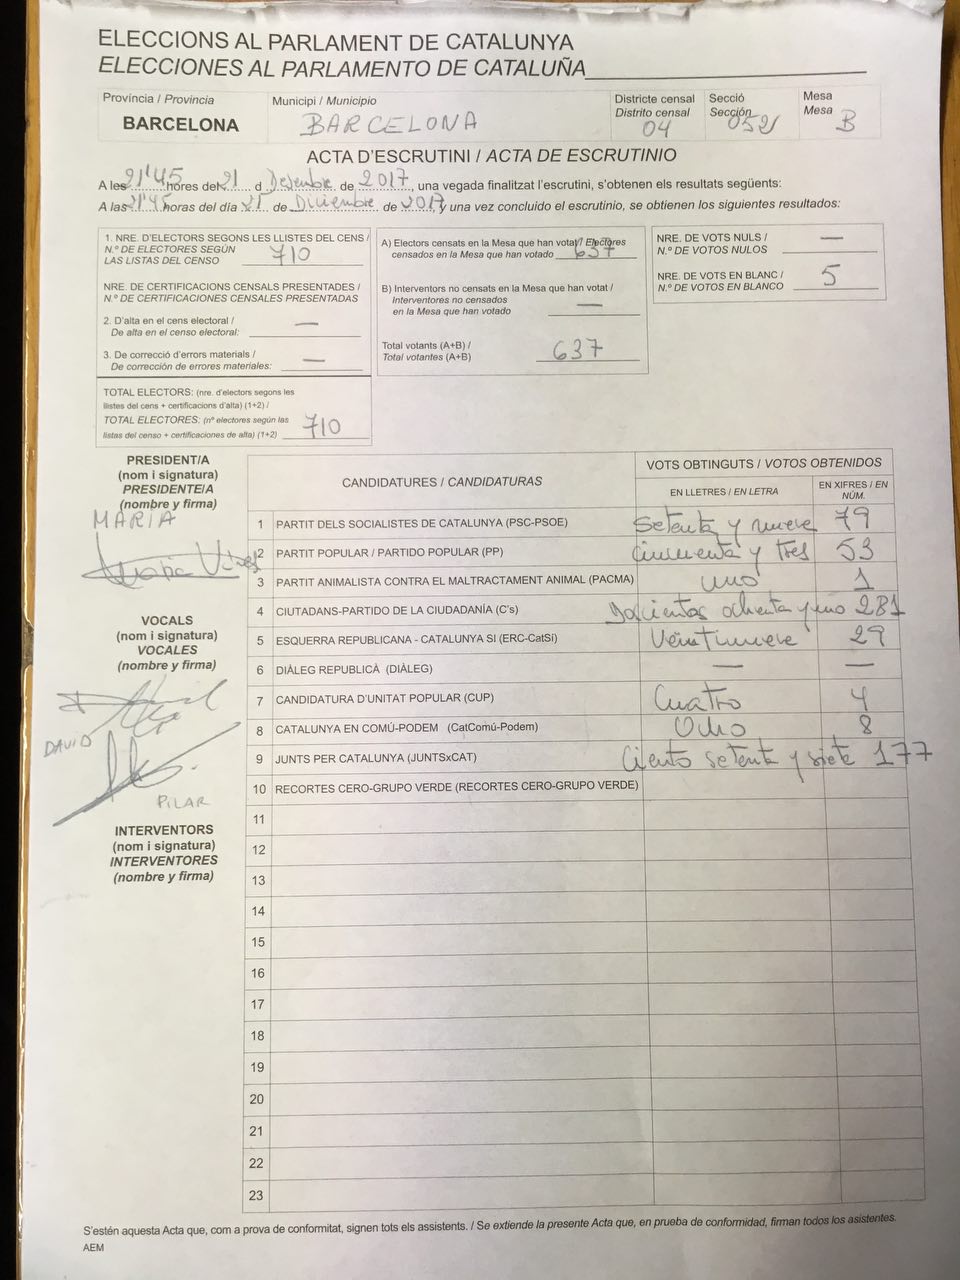 ELECCIONS AL PARLAMENT DE CATALUNYA
ELECCIONES AL PARLAMENTO DE CATALUÑA
Província / Provincia
BARCELONA
Municipi / Municipio
BARCELONA
Districte censal
Distrito censal
04
Secció
Sección
052
Mesa
Mesa
B
ACTA D'ESCRUTINI / ACTA DE ESCRUTINIO
A les 21'45 hores del 21 d Desembre de 2017, una vegada finalitzat l'escrutini, s'obtenen els resultats següents:
A las 21'45 horas del día 21 de Diciembre de 2017, y una vez concluido el escrutinio, se obtienen los siguientes resultados:
1. NRE. D'ELECTORS SEGONS LES LLISTES DEL CENS /
N.º DE ELECTORES SEGÚN
LAS LISTAS DEL CENSO 710
NRE. DE CERTIFICACIONS CENSALS PRESENTADES /
N.º DE CERTIFICACIONES CENSALES PRESENTADAS
2. D'alta en el cens electoral /
De alta en el censo electoral: —
3. De correcció d'errors materials /
De corrección de errores materiales: —
TOTAL ELECTORS: (nre. d'electors segons les
llistes del cens + certificacions d'alta) (1+2) /
TOTAL ELECTORES: (nº electores según las
listas del censo + certificaciones de alta) (1+2) 710
A) Electors censats en la Mesa que han votat / Electores
censados en la Mesa que han votado 637
B) Interventors no censats en la Mesa que han votat /
Interventores no censados
en la Mesa que han votado —
Total votants (A+B) /
Total votantes (A+B) 637
NRE. DE VOTS NULS /
N.º DE VOTOS NULOS —
NRE. DE VOTS EN BLANC /
N.º DE VOTOS EN BLANCO 5
PRESIDENT/A
(nom i signatura)
PRESIDENTE/A
(nombre y firma)
MARIA
VOCALS
(nom i signatura)
VOCALES
(nombre y firma)
DAVID
PILAR
INTERVENTORS
(nom i signatura)
INTERVENTORES
(nombre y firma)
CANDIDATURES / CANDIDATURAS
VOTS OBTINGUTS / VOTOS OBTENIDOS
EN LLETRES / EN LETRA
EN XIFRES / EN NÚM.
1 PARTIT DELS SOCIALISTES DE CATALUNYA (PSC-PSOE) Setenta y nueve 79
2 PARTIT POPULAR / PARTIDO POPULAR (PP) Cincuenta y tres 53
3 PARTIT ANIMALISTA CONTRA EL MALTRACTAMENT ANIMAL (PACMA) uno 1
4 CIUTADANS-PARTIDO DE LA CIUDADANÍA (C's) Doscientos ochenta y uno 281
5 ESQUERRA REPUBLICANA - CATALUNYA SI (ERC-CatSí) Veintinueve 29
6 DIÀLEG REPUBLICÀ (DIÀLEG) — —
7 CANDIDATURA D'UNITAT POPULAR (CUP) Cuatro 4
8 CATALUNYA EN COMÚ-PODEM (CatComú-Podem) Ocho 8
9 JUNTS PER CATALUNYA (JUNTSxCAT) Ciento setenta y siete 177
10 RECORTES CERO-GRUPO VERDE (RECORTES CERO-GRUPO VERDE)
11
12
13
14
15
16
17
18
19
20
21
22
23
S'estén aquesta Acta que, com a prova de conformitat, signen tots els assistents. / Se extiende la presente Acta que, en prueba de conformidad, firman todos los asistentes.
AEM